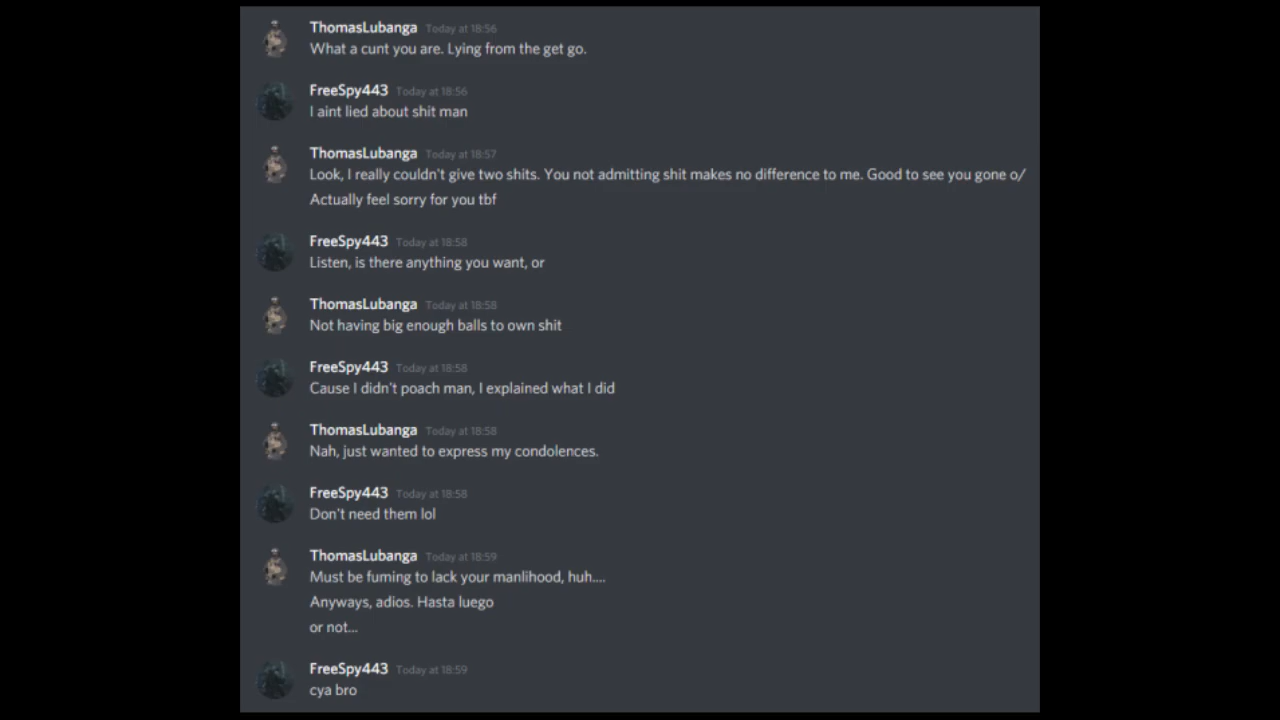 ThomasLubanga Today at 18:56
What a cunt you are. Lying from the get go.
FreeSpy443 Today at 18:56
I aint lied about shit man
ThomasLubanga Today at 18:57
Look, I really couldn't give two shits. You not admitting shit makes no difference to me. Good to see you gone o/
Actually feel sorry for you tbf
FreeSpy443 Today at 18:58
Listen, is there anything you want, or
ThomasLubanga Today at 18:58
Not having big enough balls to own shit
FreeSpy443 Today at 18:58
Cause I didn't poach man, I explained what I did
ThomasLubanga Today at 18:58
Nah, just wanted to express my condolences.
FreeSpy443 Today at 18:58
Don't need them lol
ThomasLubanga Today at 18:59
Must be fuming to lack your manlihood, huh....
Anyways, adios. Hasta luego
or not...
FreeSpy443 Today at 18:59
cya bro